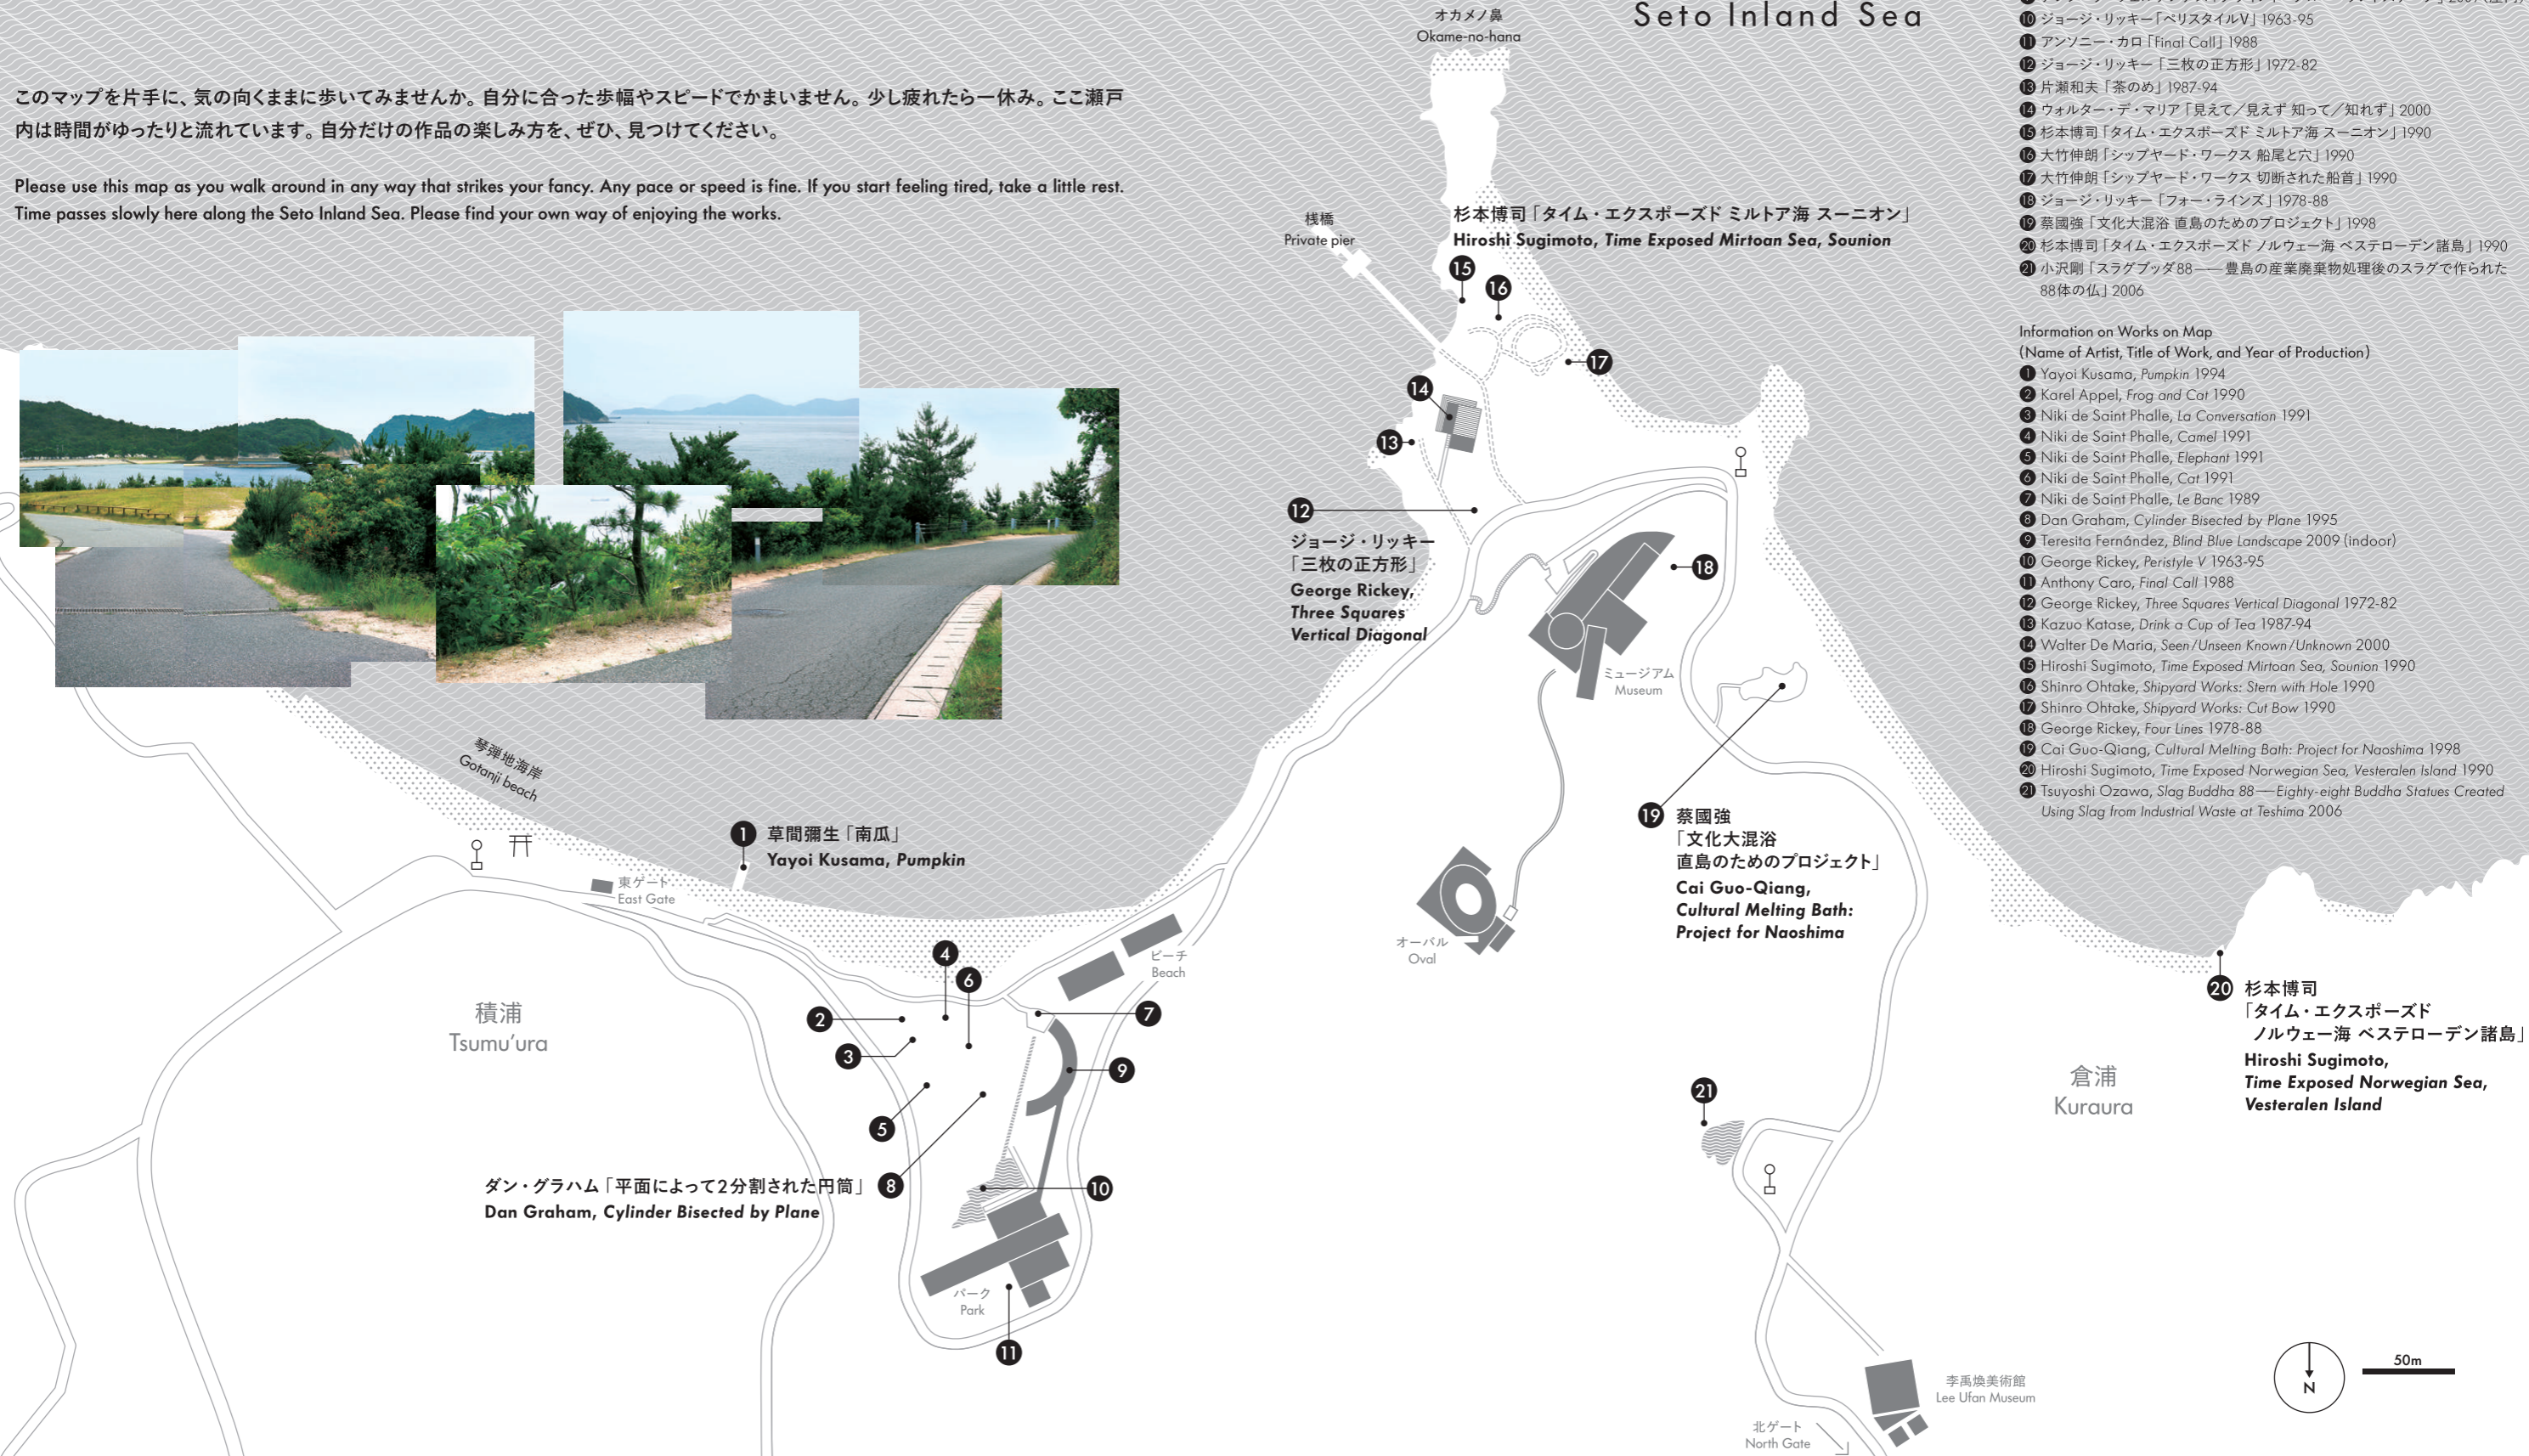 このマップを片手に、気の向くままに歩いてみませんか。自分に合った歩幅やスピードでかまいません。少し疲れたら一休み。ここ瀬戸
内は時間がゆったりと流れています。自分だけの作品の楽しみ方を、ぜひ、見つけてください。
Please use this map as you walk around in any way that strikes your fancy. Any pace or speed is fine. If you start feeling tired, take a little rest.
Time passes slowly here along the Seto Inland Sea. Please find your own way of enjoying the works.
オカメノ鼻
Okame-no-hana
Seto Inland Sea
桟橋
Private pier
杉本博司「タイム・エクスポーズド ミルトア海 スーニオン」
Hiroshi Sugimoto, Time Exposed Mirtoan Sea, Sounion
15
16
17
14
13
12
ジョージ・リッキー
「三枚の正方形」
George Rickey,
Three Squares
Vertical Diagonal
18
ミュージアム
Museum
19 蔡國強
「文化大混浴
直島のためのプロジェクト」
Cai Guo-Qiang,
Cultural Melting Bath:
Project for Naoshima
オーバル
Oval
琴弾地海岸
Gotanji beach
1 草間彌生「南瓜」
Yayoi Kusama, Pumpkin
東ゲート
East Gate
ビーチ
Beach
4
6
2
3
7
9
5
積浦
Tsumu'ura
ダン・グラハム「平面によって2分割された円筒」 8
Dan Graham, Cylinder Bisected by Plane
10
パーク
Park
11
21
倉浦
Kuraura
20 杉本博司
「タイム・エクスポーズド
ノルウェー海 ベステローデン諸島」
Hiroshi Sugimoto,
Time Exposed Norwegian Sea,
Vesteralen Island
李禹煥美術館
Lee Ufan Museum
北ゲート
North Gate
N
50m
10 ジョージ・リッキー「ペリスタイルV」1963-95
11 アンソニー・カロ「Final Call」1988
12 ジョージ・リッキー「三枚の正方形」1972-82
13 片瀬和夫「茶のめ」1987-94
14 ウォルター・デ・マリア「見えて／見えず 知って／知れず」2000
15 杉本博司「タイム・エクスポーズド ミルトア海 スーニオン」1990
16 大竹伸朗「シップヤード・ワークス 船尾と穴」1990
17 大竹伸朗「シップヤード・ワークス 切断された船首」1990
18 ジョージ・リッキー「フォー・ラインズ」1978-88
19 蔡國強「文化大混浴 直島のためのプロジェクト」1998
20 杉本博司「タイム・エクスポーズド ノルウェー海 ベステローデン諸島」1990
21 小沢剛「スラグブッダ88——豊島の産業廃棄物処理後のスラグで作られた
88体の仏」2006
Information on Works on Map
(Name of Artist, Title of Work, and Year of Production)
1 Yayoi Kusama, Pumpkin 1994
2 Karel Appel, Frog and Cat 1990
3 Niki de Saint Phalle, La Conversation 1991
4 Niki de Saint Phalle, Camel 1991
5 Niki de Saint Phalle, Elephant 1991
6 Niki de Saint Phalle, Cat 1991
7 Niki de Saint Phalle, Le Banc 1989
8 Dan Graham, Cylinder Bisected by Plane 1995
9 Teresita Fernández, Blind Blue Landscape 2009 (indoor)
10 George Rickey, Peristyle V 1963-95
11 Anthony Caro, Final Call 1988
12 George Rickey, Three Squares Vertical Diagonal 1972-82
13 Kazuo Katase, Drink a Cup of Tea 1987-94
14 Walter De Maria, Seen/Unseen Known/Unknown 2000
15 Hiroshi Sugimoto, Time Exposed Mirtoan Sea, Sounion 1990
16 Shinro Ohtake, Shipyard Works: Stern with Hole 1990
17 Shinro Ohtake, Shipyard Works: Cut Bow 1990
18 George Rickey, Four Lines 1978-88
19 Cai Guo-Qiang, Cultural Melting Bath: Project for Naoshima 1998
20 Hiroshi Sugimoto, Time Exposed Norwegian Sea, Vesteralen Island 1990
21 Tsuyoshi Ozawa, Slag Buddha 88—Eighty-eight Buddha Statues Created
Using Slag from Industrial Waste at Teshima 2006